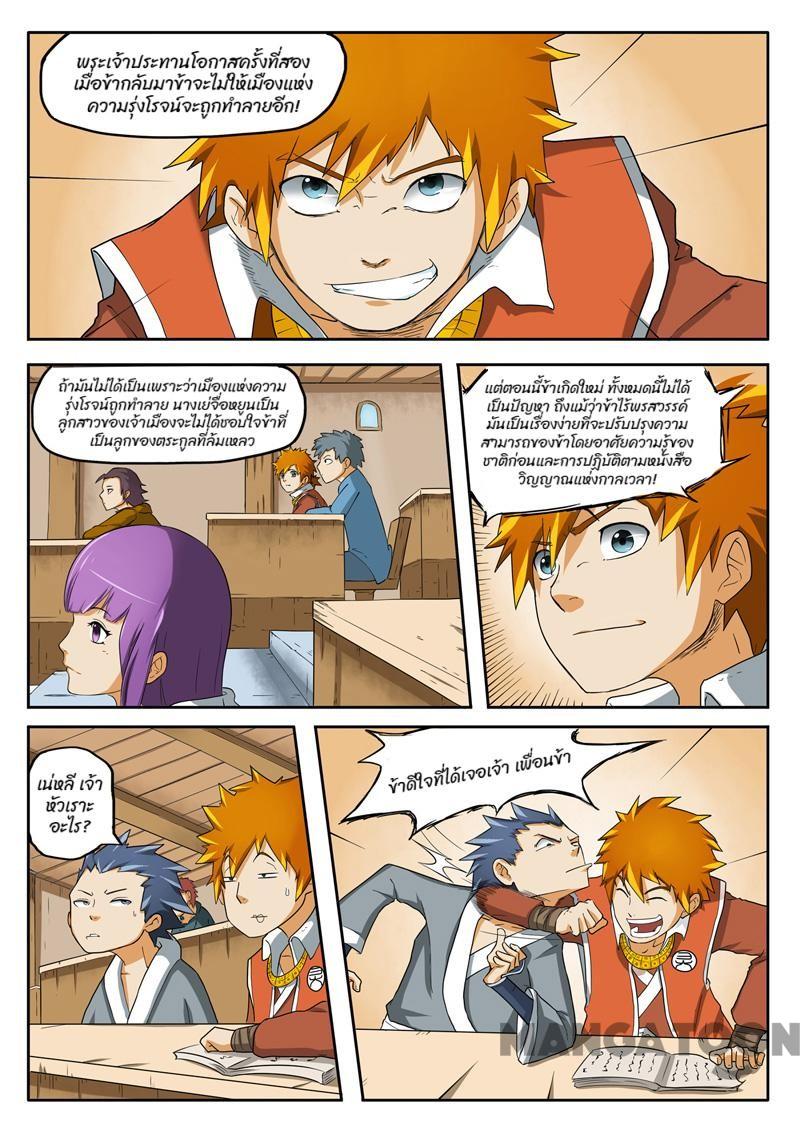 พระเจ้าประทานโอกาสครั้งที่สอง
เมื่อข้ากลับมาข้าจะไม่ให้เมืองแห่ง
ความรุ่งโรจน์จะถูกทำลายอีก!
ถ้ามันไม่ได้เป็นเพราะว่าเมืองแห่งความ
รุ่งโรจน์ถูกทำลาย นางเย่จื่อหยุนเป็น
ลูกสาวของเจ้าเมืองจะไม่ได้ชอบใจข้าที่
เป็นลูกของตระกูลที่ล้มเหลว
แต่ตอนนี้ข้าเกิดใหม่ ทั้งหมดนี้ไม่ได้
เป็นปัญหา ถึงแม้ว่าข้าไร้พรสวรรค์
มันเป็นเรื่องง่ายที่จะปรับปรุงความ
สามารถของข้าโดยอาศัยความรู้ของ
ชาติก่อนและการปฏิบัติตามหนังสือ
วิญญาณแห่งกาลเวลา!
เน่หลี เจ้า
หัวเราะ
อะไร?
ข้าดีใจที่ได้เจอเจ้า เพื่อนข้า
MANGATOON